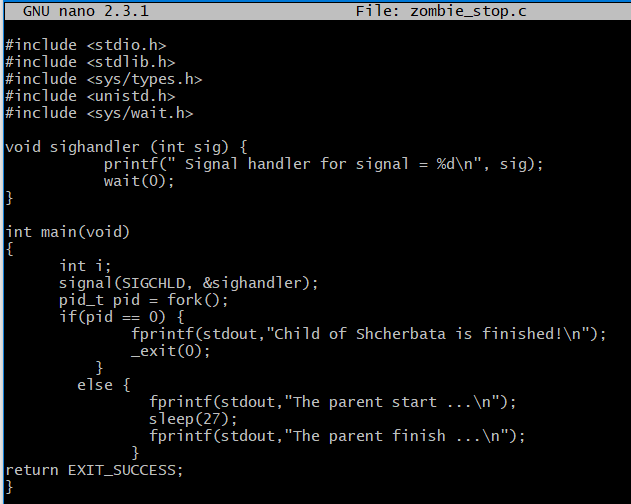 GNU nano 2.3.1 File: zombie_stop.c
#include <stdio.h>
#include <stdlib.h>
#include <sys/types.h>
#include <unistd.h>
#include <sys/wait.h>
void sighandler (int sig) {
printf(" Signal handler for signal = %d\n", sig);
wait(0);
}
int main(void)
{
int i;
signal(SIGCHLD, &sighandler);
pid_t pid = fork();
if(pid == 0) {
fprintf(stdout,"Child of Shcherbata is finished!\n");
_exit(0);
}
else {
fprintf(stdout,"The parent start ...\n");
sleep(27);
fprintf(stdout,"The parent finish ...\n");
}
return EXIT_SUCCESS;
}